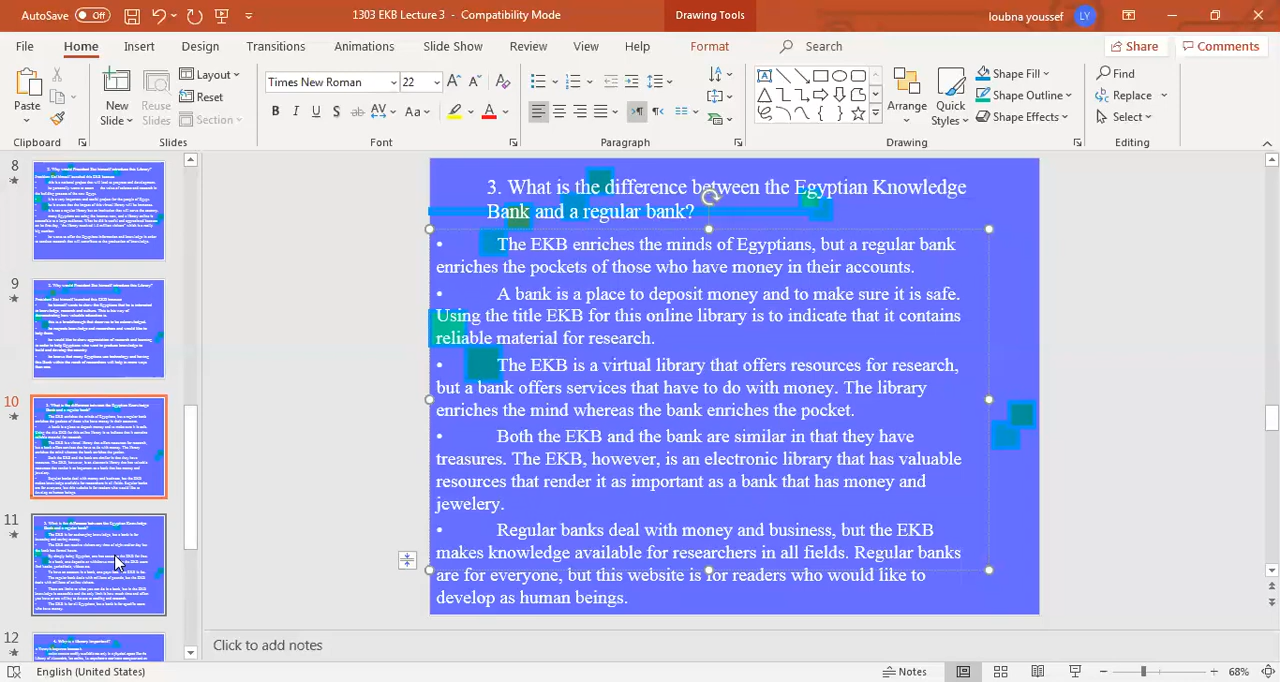 AutoSave Off 1303 EKB Lecture 3 - Compatibility Mode Drawing Tools loubna youssef LY
File Home Insert Design Transitions Animations Slide Show Review View Help Format Search Share Comments
Paste New Slide Reuse Slides Layout Reset Section Times New Roman 22 Arrange Quick Styles Shape Fill Shape Outline Shape Effects Find Replace Select
Clipboard Slides Font Paragraph Drawing Editing
3. What is the difference between the Egyptian Knowledge
Bank and a regular bank?
• The EKB enriches the minds of Egyptians, but a regular bank
enriches the pockets of those who have money in their accounts.
• A bank is a place to deposit money and to make sure it is safe.
Using the title EKB for this online library is to indicate that it contains
reliable material for research.
• The EKB is a virtual library that offers resources for research,
but a bank offers services that have to do with money. The library
enriches the mind whereas the bank enriches the pocket.
• Both the EKB and the bank are similar in that they have
treasures. The EKB, however, is an electronic library that has valuable
resources that render it as important as a bank that has money and
jewelery.
• Regular banks deal with money and business, but the EKB
makes knowledge available for researchers in all fields. Regular banks
are for everyone, but this website is for readers who would like to
develop as human beings.
8
9
10
11
12
Click to add notes
English (United States) Notes 68%